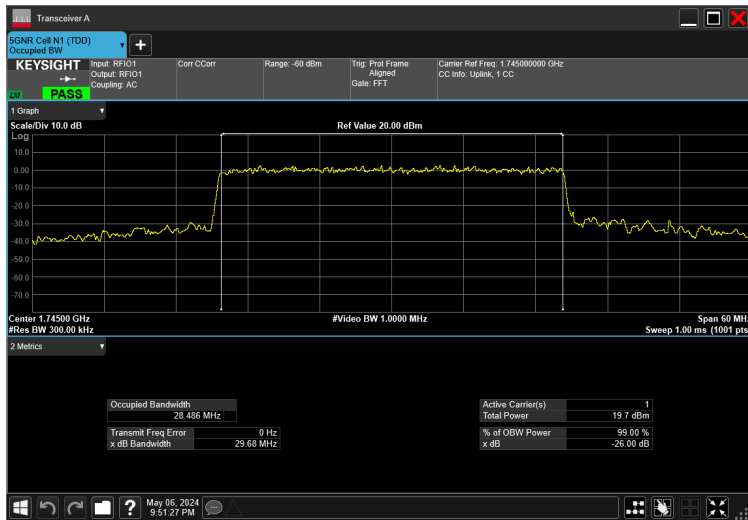 Transceiver A
5GNR Cell N1 (TDD)
Occupied BW
KEYSIGHT
LXI
PASS
Input: RFIO1
Output: RFIO1
Coupling: AC
Corr CCorr
Range: -60 dBm
Trig: Prot Frame
Aligned
Gate: FFT
Carrier Ref Freq: 1.745000000 GHz
CC Info: Uplink, 1 CC
1 Graph
Scale/Div 10.0 dB
Ref Value 20.00 dBm
Log
10.0
0.00
-10.0
-20.0
-30.0
-40.0
-50.0
-60.0
-70.0
Center 1.74500 GHz
#Video BW 1.0000 MHz
Span 60 MHz
#Res BW 300.00 kHz
Sweep 1.00 ms (1001 pts
2 Metrics
Occupied Bandwidth
28.486 MHz
Transmit Freq Error 0 Hz
x dB Bandwidth 29.68 MHz
Active Carrier(s) 1
Total Power 19.7 dBm
% of OBW Power 99.00 %
x dB -26.00 dB
?
May 06, 2024
9:51:27 PM